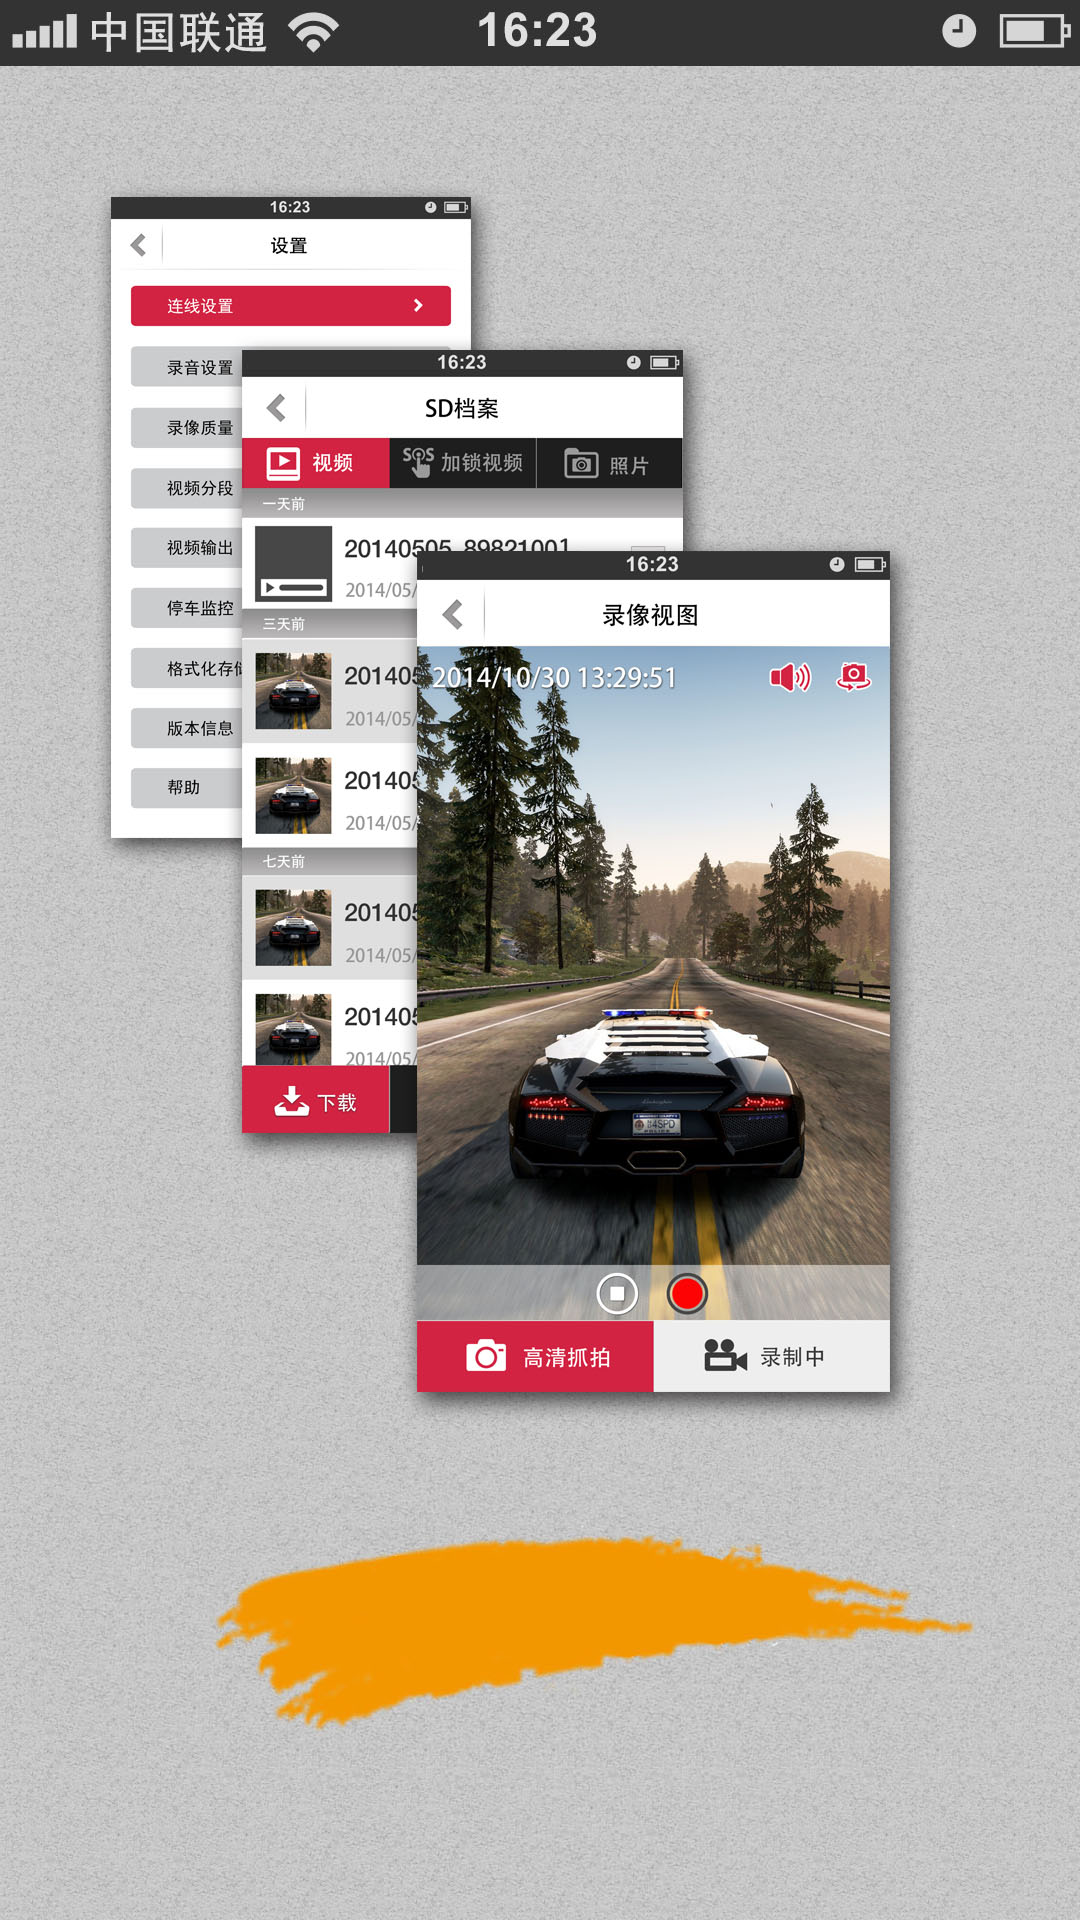 中国联通 16:23
16:23
设置
连线设置
录音设置
录像质量
视频分段
视频输出
停车监控
格式化存
版本信息
帮助
16:23
SD档案
视频 SOS 加锁视频 照片
一天前
20140505_89821001
2014/05/
三天前
201405
2014/05/
201405
2014/05/
七天前
201405
2014/05/
201405
2014/05/
下载
16:23
录像视图
2014/10/30 13:29:51
4SPD
高清抓拍 录制中